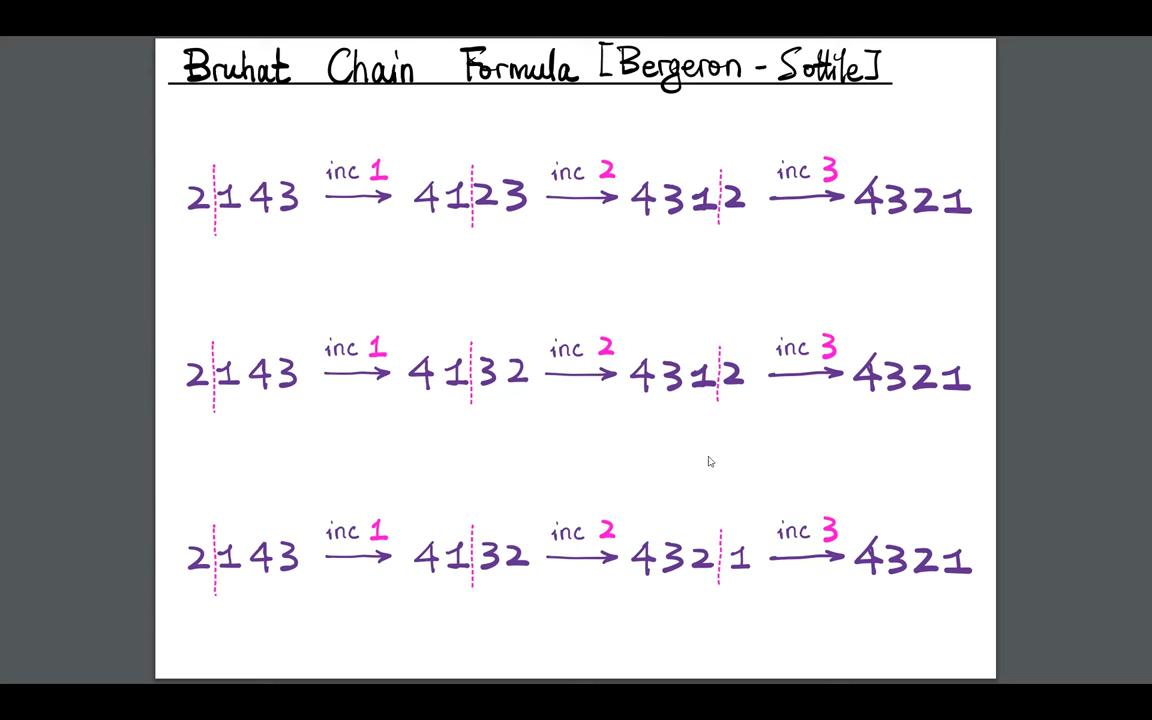 Bruhat Chain Formula [Bergeron - Sottile]
2|143 inc 1 → 41|23 inc 2 → 431|2 inc 3 → 4321
2|143 inc 1 → 41|32 inc 2 → 431|2 inc 3 → 4321
2|143 inc 1 → 41|32 inc 2 → 432|1 inc 3 → 4321